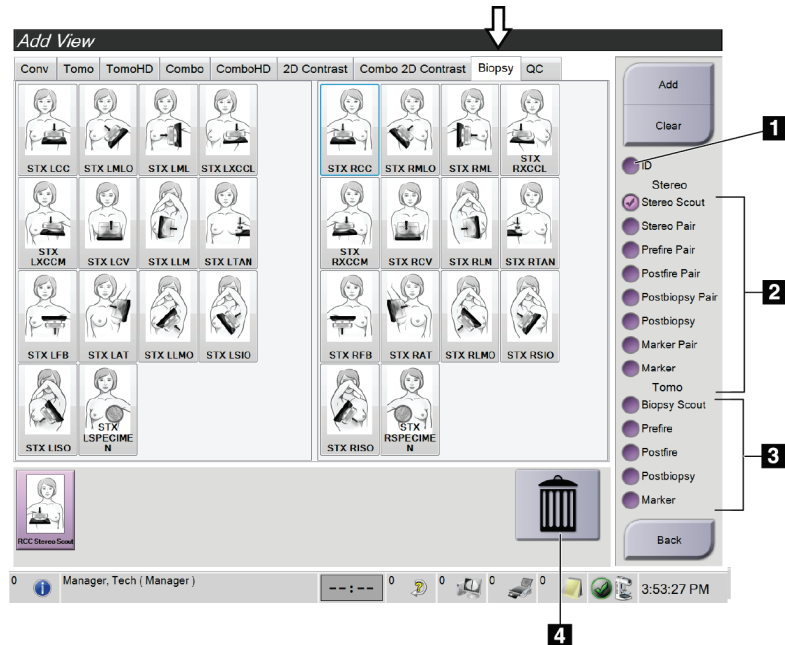 Add View
Conv Tomo TomoHD Combo ComboHD 2D Contrast Combo 2D Contrast Biopsy QC
STX LCC STX LMLO STX LML STX LXCCL
STX RCC STX RMLO STX RML STX
RXCCL
STX
LXCCM STX LCV STX LLM STX LTAN
STX
RXCCM STX RCV STX RLM STX RTAN
STX LFB STX LAT STX LLMO STX LSIO
STX RFB STX RAT STX RLMO STX RSIO
STX LISO STX
LSPECIME
N
STX RISO STX
RSPECIME
N
Add
Clear
ID
1
Stereo
Stereo Scout
Stereo Pair
Prefire Pair
Postfire Pair
Postbiopsy Pair
2
Postbiopsy
Marker Pair
Marker
Tomo
Biopsy Scout
Prefire
Postfire
3
Postbiopsy
Marker
Back
RCC Stereo Scout
0 Manager, Tech ( Manager ) --:-- 0 0 0 0 3:53:27 PM
4